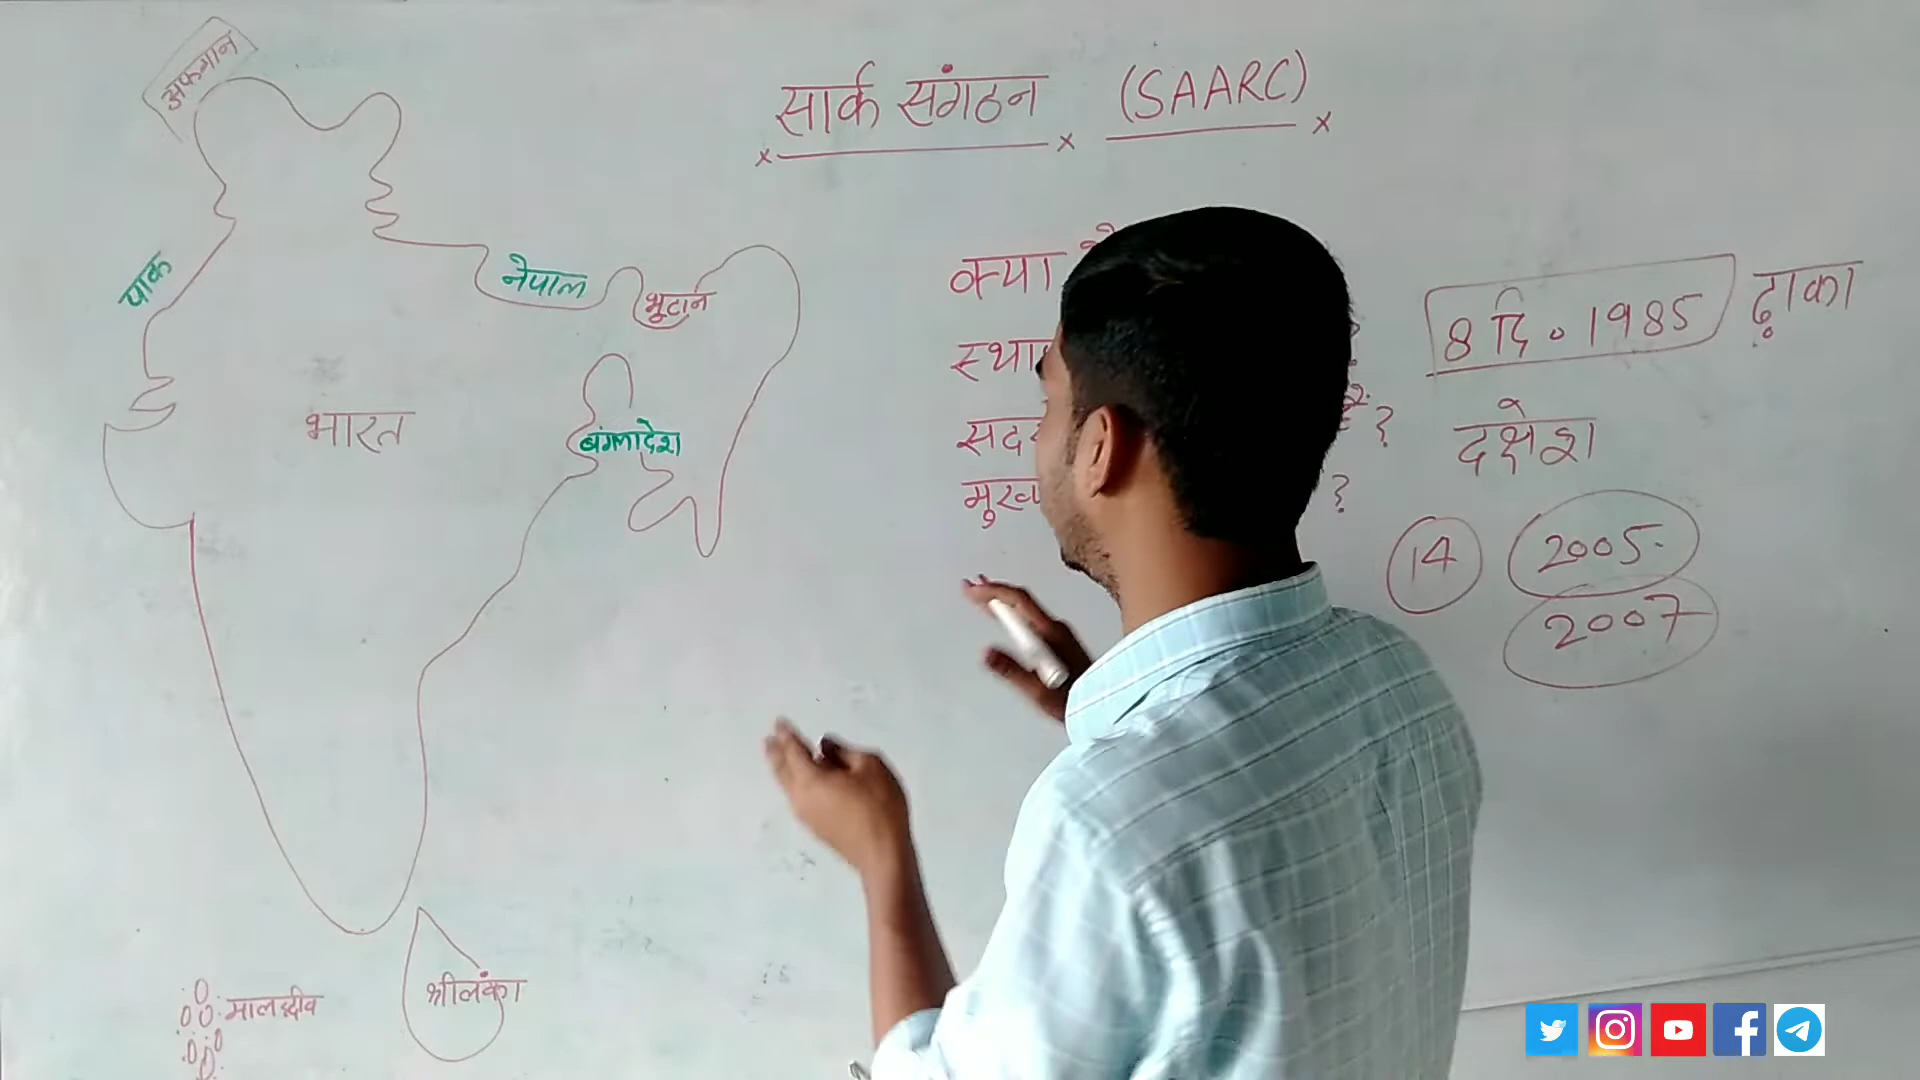 अफगान
सार्क संगठन (SAARC)
पाक
नेपाल
भूटान
भारत
बंगलादेश
मालद्दीव
श्रीलंका
क्या
8 दि॰ 1985 ढ़ाका
?
दक्षेश
?
14 2005
2007